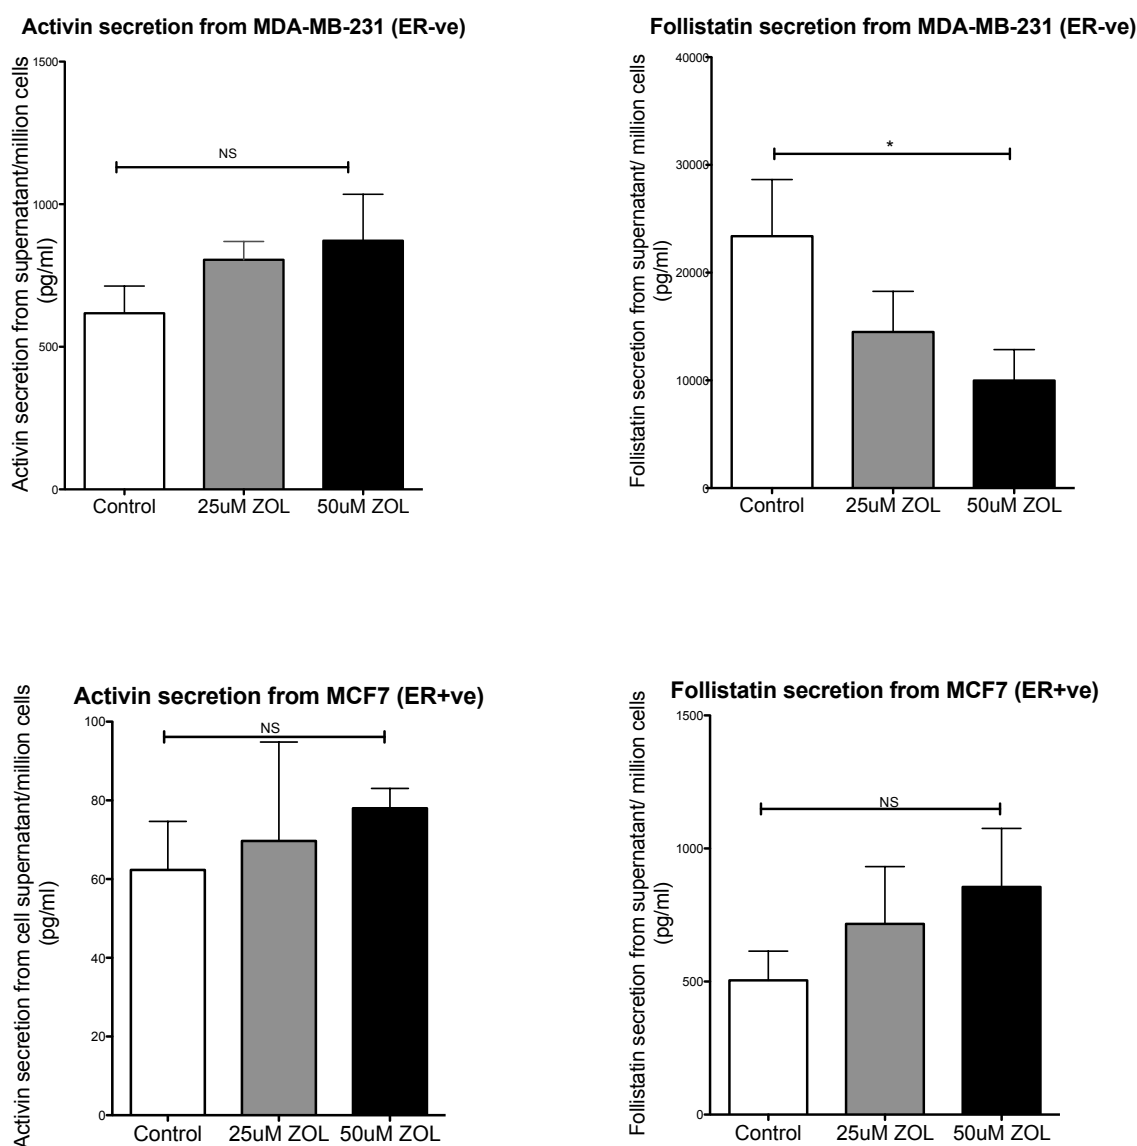 Activin secretion from MDA-MB-231 (ER-ve)
Activin secretion from supernatant/million cells
(pg/ml)
1500
1000
500
0
NS
Control 25uM ZOL 50uM ZOL
Follistatin secretion from MDA-MB-231 (ER-ve)
Follistatin secretion from supernatant/ million cells
(pg/ml)
40000
30000
20000
10000
0
*
Control 25uM ZOL 50uM ZOL
Activin secretion from MCF7 (ER+ve)
Activin secretion from cell supernatant/million cells
(pg/ml)
100
80
60
40
20
0
NS
Control 25uM ZOL 50uM ZOL
Follistatin secretion from MCF7 (ER+ve)
Follistatin secretion from supernatant/ million cells
(pg/ml)
1500
1000
500
0
NS
Control 25uM ZOL 50uM ZOL